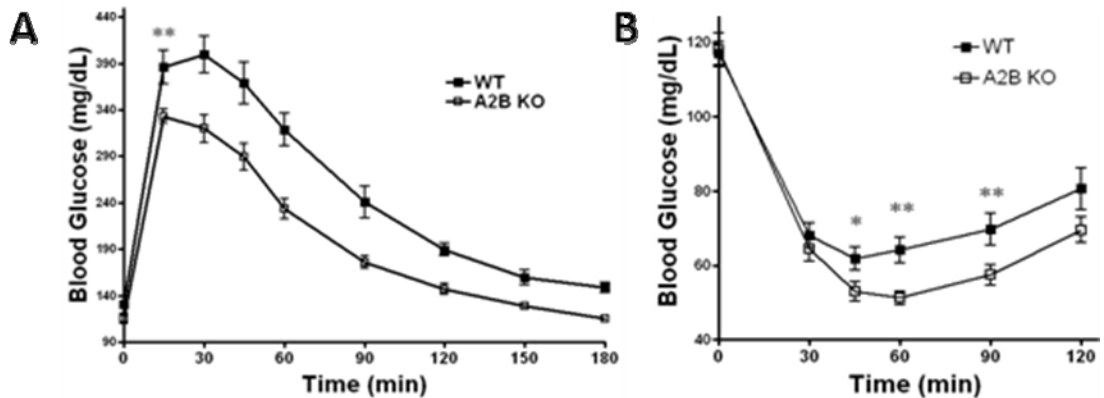 A
Blood Glucose (mg/dL)
440
390
340
290
240
190
140
90
**
WT
A2B KO
0 30 60 90 120 150 180
Time (min)
B
Blood Glucose (mg/dL)
120
100
80
60
40
WT
A2B KO
* ** **
0 30 60 90 120
Time (min)